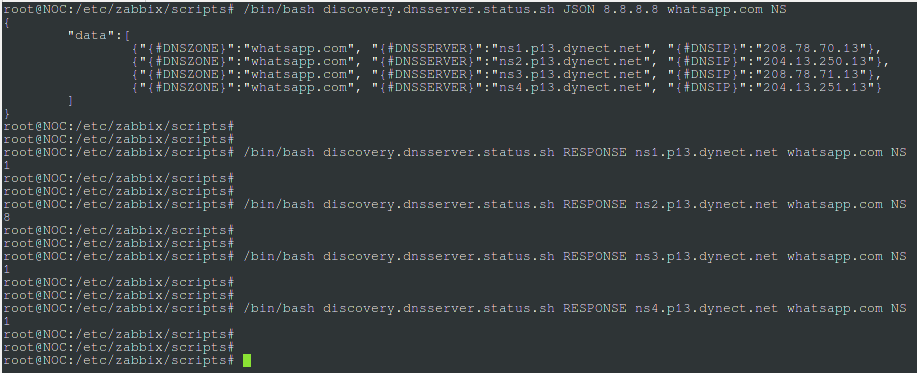 root@NOC:/etc/zabbix/scripts# /bin/bash discovery.dnsserver.status.sh JSON 8.8.8.8 whatsapp.com NS
{
"data":[
{"{#DNSZONE}":"whatsapp.com", "{#DNSSERVER}":"ns1.p13.dynect.net", "{#DNSIP}":"208.78.70.13"},
{"{#DNSZONE}":"whatsapp.com", "{#DNSSERVER}":"ns2.p13.dynect.net", "{#DNSIP}":"204.13.250.13"},
{"{#DNSZONE}":"whatsapp.com", "{#DNSSERVER}":"ns3.p13.dynect.net", "{#DNSIP}":"208.78.71.13"},
{"{#DNSZONE}":"whatsapp.com", "{#DNSSERVER}":"ns4.p13.dynect.net", "{#DNSIP}":"204.13.251.13"}
]
}
root@NOC:/etc/zabbix/scripts#
root@NOC:/etc/zabbix/scripts#
root@NOC:/etc/zabbix/scripts# /bin/bash discovery.dnsserver.status.sh RESPONSE ns1.p13.dynect.net whatsapp.com NS
1
root@NOC:/etc/zabbix/scripts#
root@NOC:/etc/zabbix/scripts#
root@NOC:/etc/zabbix/scripts# /bin/bash discovery.dnsserver.status.sh RESPONSE ns2.p13.dynect.net whatsapp.com NS
8
root@NOC:/etc/zabbix/scripts#
root@NOC:/etc/zabbix/scripts#
root@NOC:/etc/zabbix/scripts# /bin/bash discovery.dnsserver.status.sh RESPONSE ns3.p13.dynect.net whatsapp.com NS
1
root@NOC:/etc/zabbix/scripts#
root@NOC:/etc/zabbix/scripts#
root@NOC:/etc/zabbix/scripts# /bin/bash discovery.dnsserver.status.sh RESPONSE ns4.p13.dynect.net whatsapp.com NS
1
root@NOC:/etc/zabbix/scripts#
root@NOC:/etc/zabbix/scripts#
root@NOC:/etc/zabbix/scripts#